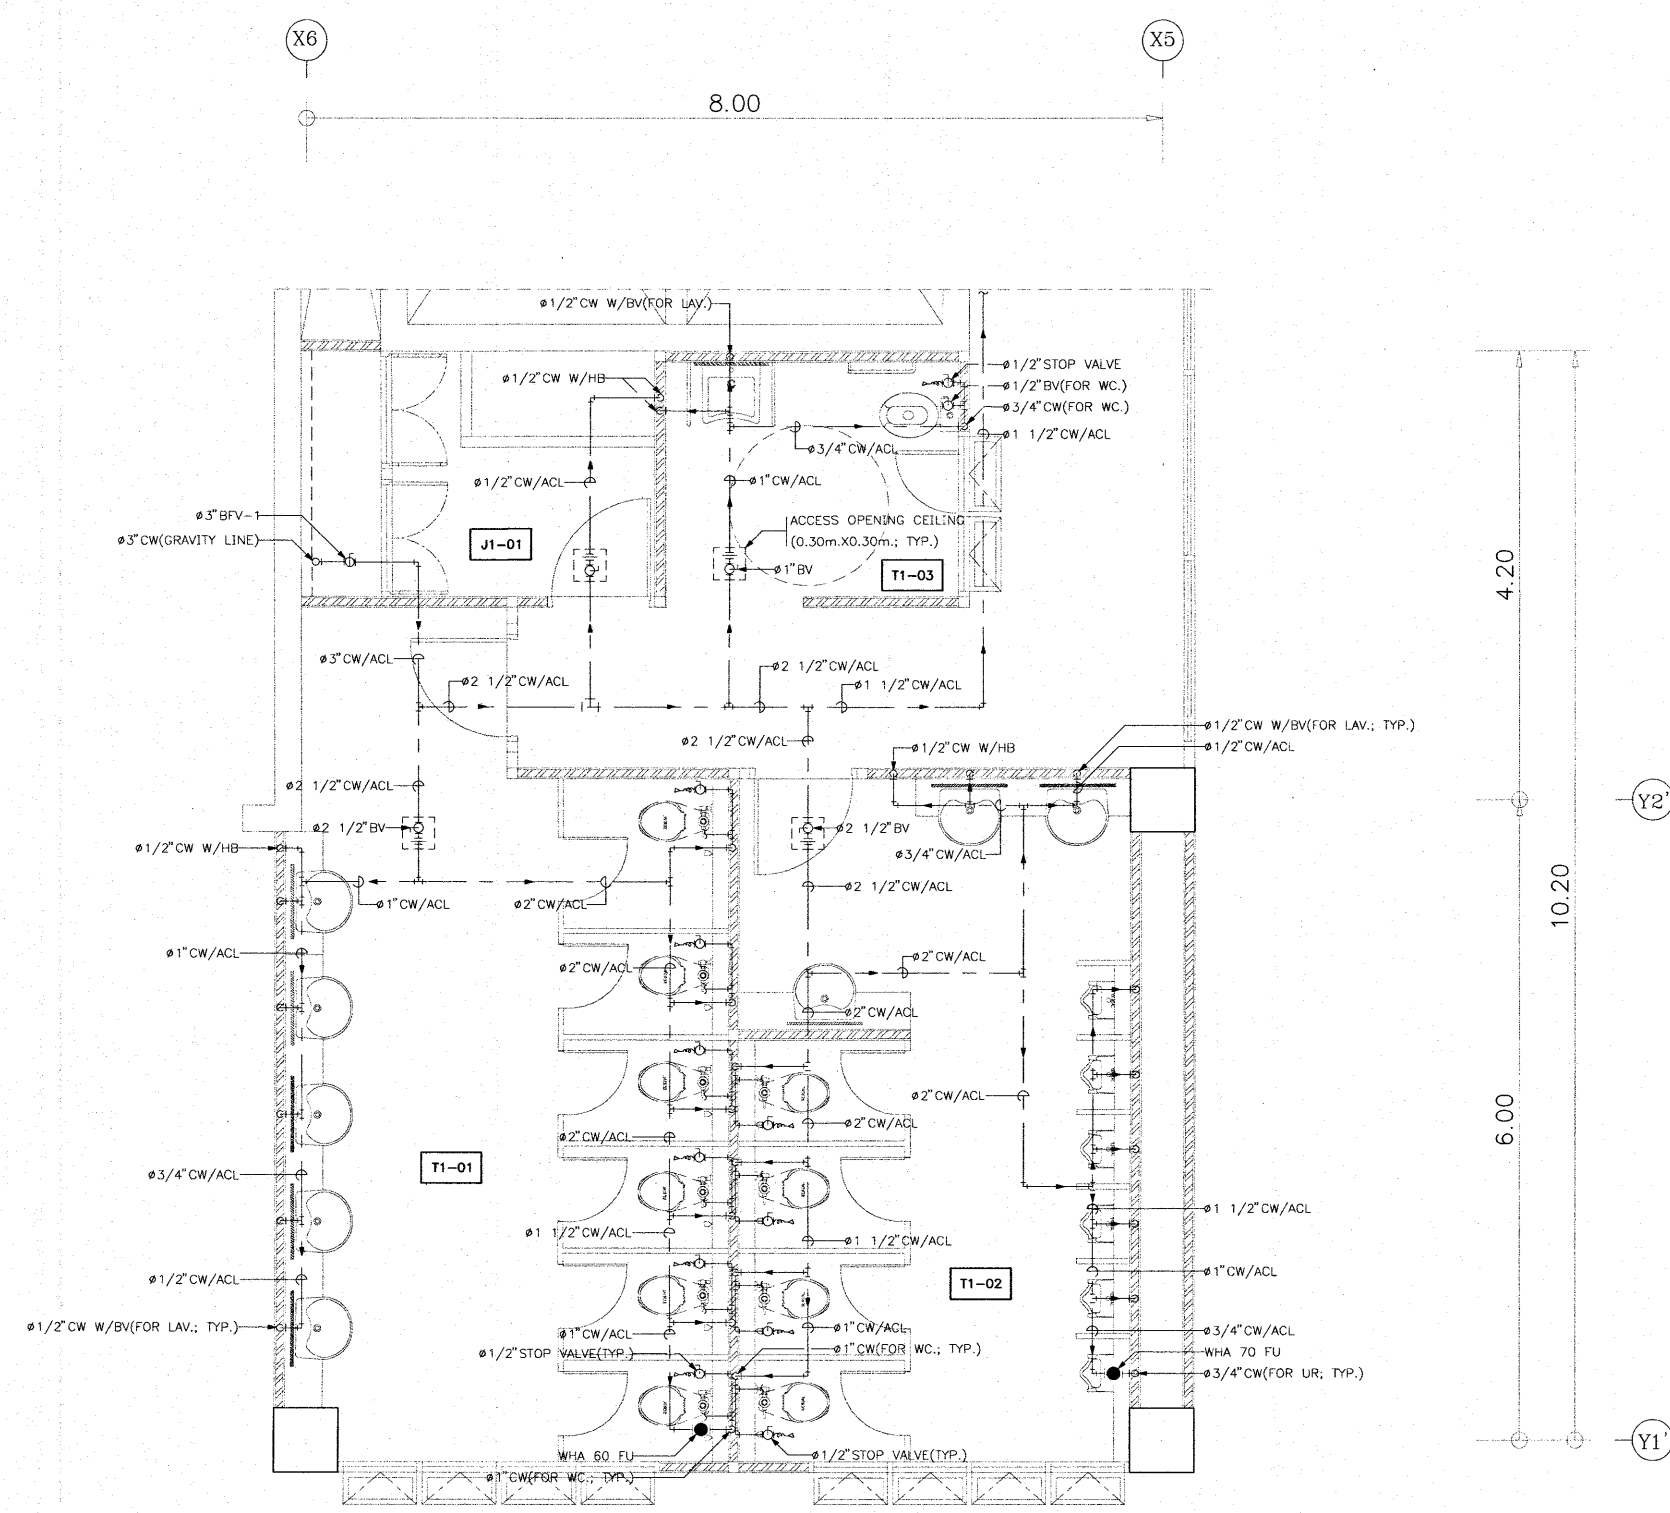 X6
X5
8.00
ø1/2"CW W/BV(FOR LAV.)
ø1/2"STOP VALVE
ø1/2"CW W/HB
ø1/2"BV(FOR WC.)
ø3/4"CW(FOR WC.)
ø1 1/2"CW/ACL
ø3/4"CW/ACL
ø1/2"CW/ACL
ø1"CW/ACL
ø3"BFV-1
ACCESS OPENING CEILING
ø3"CW(GRAVITY LINE)
J1-01
(0.30m.X0.30m.; TYP.)
ø1"BV
T1-03
4.20
ø3"CW/ACL
ø2 1/2"CW/ACL
ø2 1/2"CW/ACL
ø1 1/2"CW/ACL
ø1/2"CW W/BV(FOR LAV.; TYP.)
ø2 1/2"CW/ACL
ø1/2"CW W/HB
ø1/2"CW/ACL
ø2 1/2"CW/ACL
Y2'
ø2 1/2"BV
ø2 1/2"BV
ø1/2"CW W/HB
ø3/4"CW/ACL
ø2 1/2"CW/ACL
10.20
ø1"CW/ACL
ø2"CW/ACL
ø1"CW/ACL
ø2"CW/ACL
ø2"CW/ACL
ø2"CW/ACL
ø2"CW/ACL
6.00
ø2"CW/ACL
ø2"CW/ACL
T1-01
ø3/4"CW/ACL
ø1 1/2"CW/ACL
ø1 1/2"CW/ACL
ø1 1/2"CW/ACL
ø1/2"CW/ACL
T1-02
ø1"CW/ACL
ø1/2"CW W/BV(FOR LAV.; TYP.)
ø1"CW/ACL
ø1"CW/ACL
ø3/4"CW/ACL
ø1/2"STOP VALVE(TYP.)
ø1"CW(FOR WC.; TYP.)
WHA 70 FU
ø3/4"CW(FOR UR; TYP.)
Y1'
WHA 60 FU
ø1/2"STOP VALVE(TYP.)
ø1"CW(FOR WC.; TYP.)